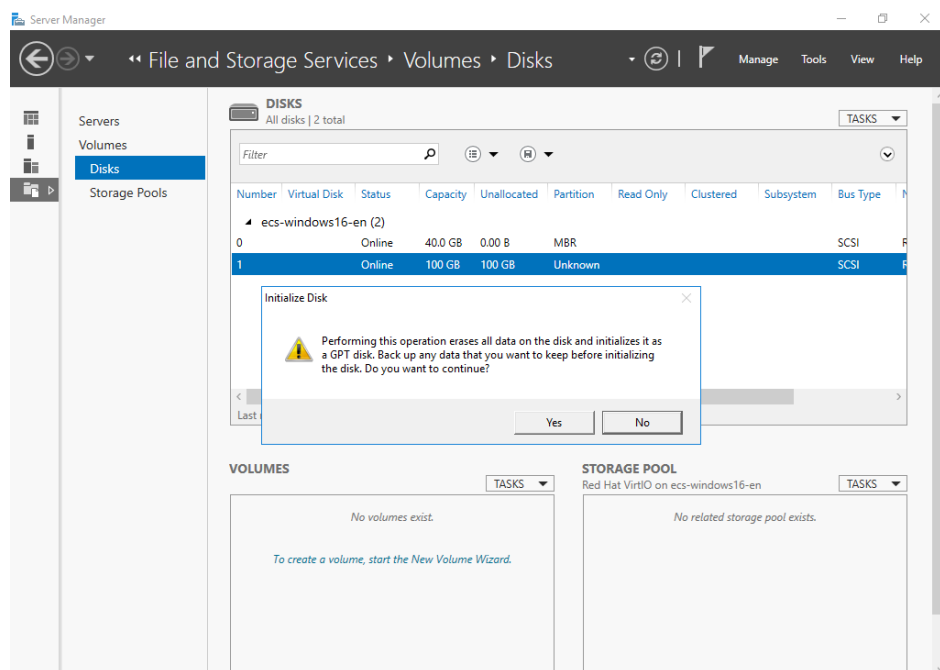 Server Manager
File and Storage Services Volumes Disks
Manage Tools View Help
Servers
Volumes
Disks
Storage Pools
DISKS
All disks | 2 total
TASKS
Filter
Number Virtual Disk Status Capacity Unallocated Partition Read Only Clustered Subsystem Bus Type
ecs-windows16-en (2)
0 Online 40.0 GB 0.00 B MBR SCSI
1 Online 100 GB 100 GB Unknown SCSI
Initialize Disk
Performing this operation erases all data on the disk and initializes it as
a GPT disk. Back up any data that you want to keep before initializing
the disk. Do you want to continue?
Last
Yes No
VOLUMES
TASKS
No volumes exist.
To create a volume, start the New Volume Wizard.
STORAGE POOL
Red Hat VirtIO on ecs-windows16-en
TASKS
No related storage pool exists.